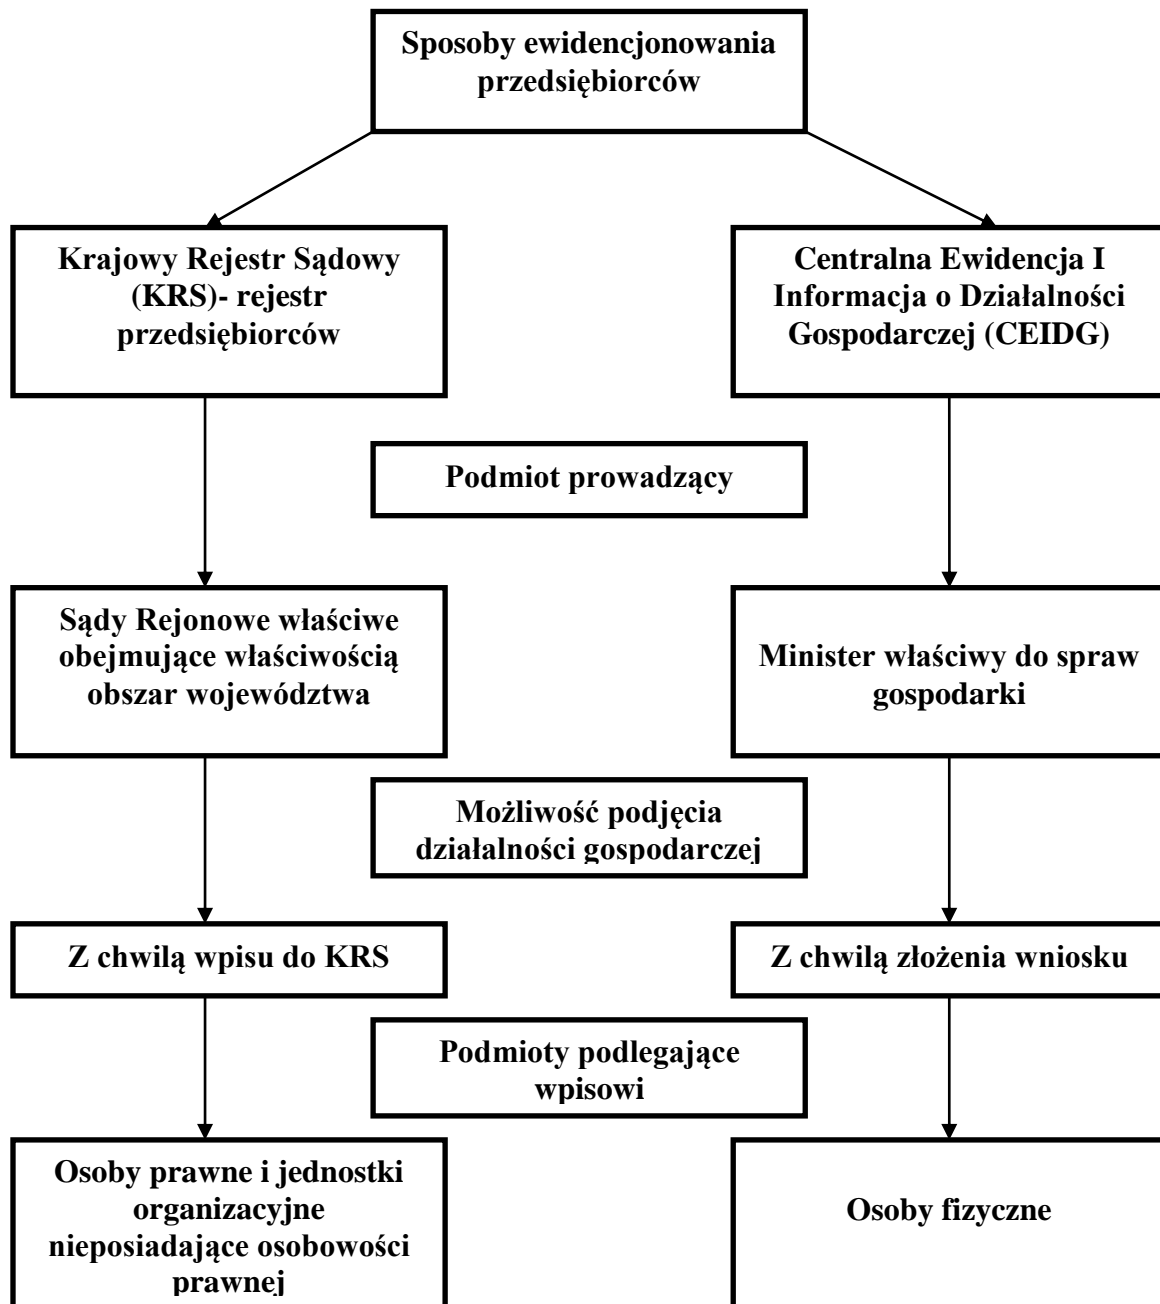 Sposoby ewidencjonowania
przedsiębiorców
Krajowy Rejestr Sądowy
(KRS)- rejestr
przedsiębiorców
Centralna Ewidencja I
Informacja o Działalności
Gospodarczej (CEIDG)
Podmiot prowadzący
Sądy Rejonowe właściwe
obejmujące właściwością
obszar województwa
Minister właściwy do spraw
gospodarki
Możliwość podjęcia
działalności gospodarczej
Z chwilą wpisu do KRS
Z chwilą złożenia wniosku
Podmioty podlegające
wpisowi
Osoby prawne i jednostki
organizacyjne
nieposiadające osobowości
prawnej
Osoby fizyczne